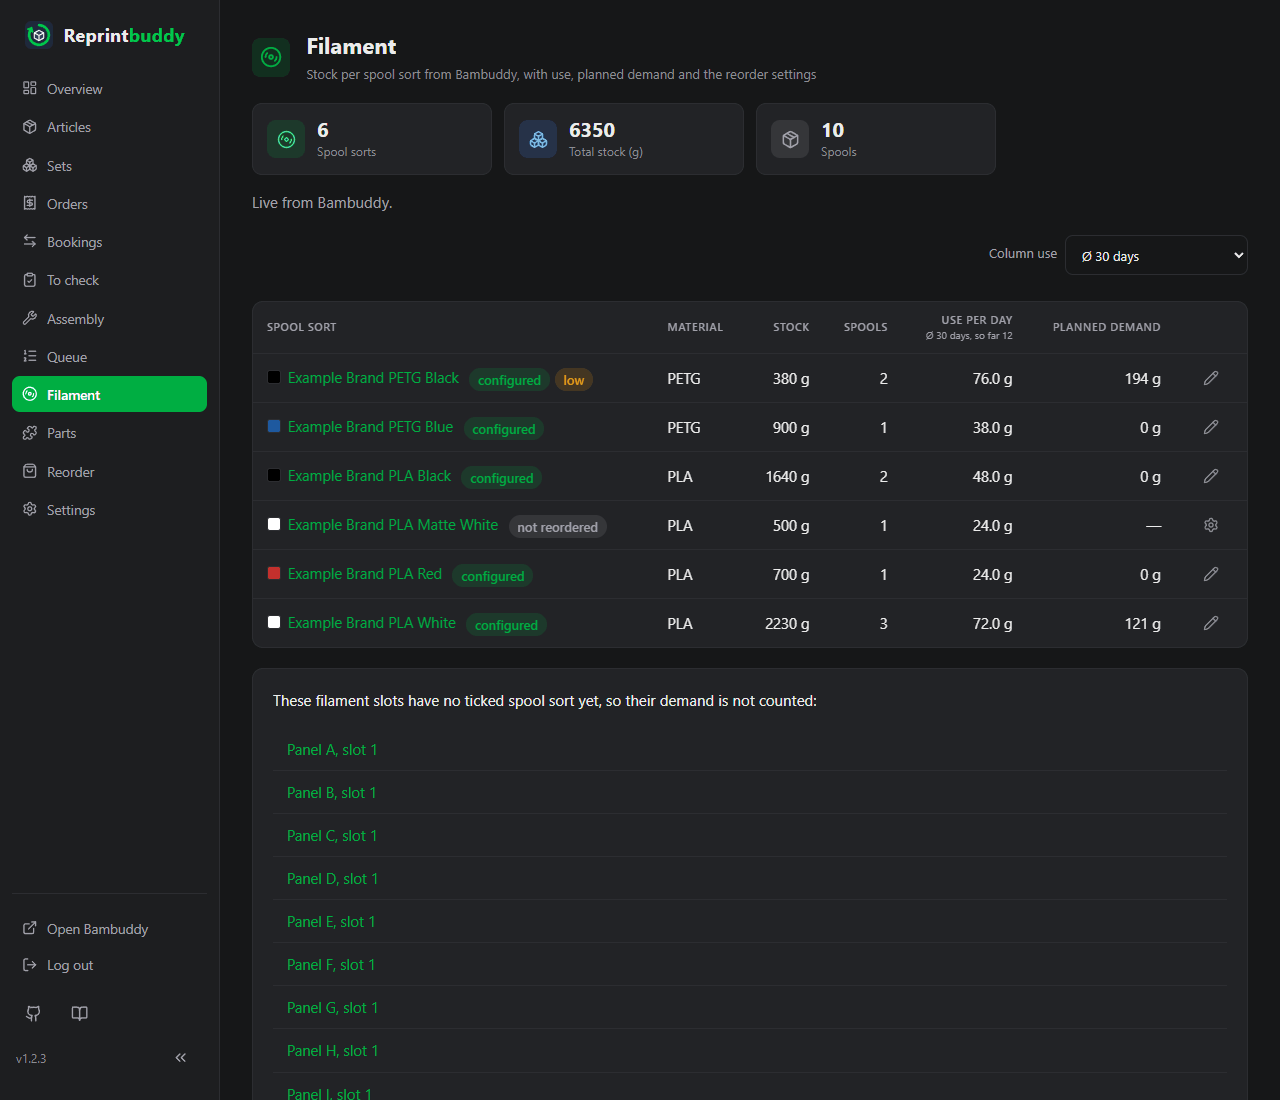 Reprintbuddy
Overview
Articles
Sets
Orders
Bookings
To check
Assembly
Queue
Filament
Parts
Reorder
Settings
Open Bambuddy
Log out
v1.2.3
Filament
Stock per spool sort from Bambuddy, with use, planned demand and the reorder settings
6
Spool sorts
6350
Total stock (g)
10
Spools
Live from Bambuddy.
Column use Ø 30 days
SPOOL SORT MATERIAL STOCK SPOOLS USE PER DAY PLANNED DEMAND
Ø 30 days, so far 12
Example Brand PETG Black configured low PETG 380 g 2 76.0 g 194 g
Example Brand PETG Blue configured PETG 900 g 1 38.0 g 0 g
Example Brand PLA Black configured PLA 1640 g 2 48.0 g 0 g
Example Brand PLA Matte White not reordered PLA 500 g 1 24.0 g —
Example Brand PLA Red configured PLA 700 g 1 24.0 g 0 g
Example Brand PLA White configured PLA 2230 g 3 72.0 g 121 g
These filament slots have no ticked spool sort yet, so their demand is not counted:
Panel A, slot 1
Panel B, slot 1
Panel C, slot 1
Panel D, slot 1
Panel E, slot 1
Panel F, slot 1
Panel G, slot 1
Panel H, slot 1
Panel I, slot 1